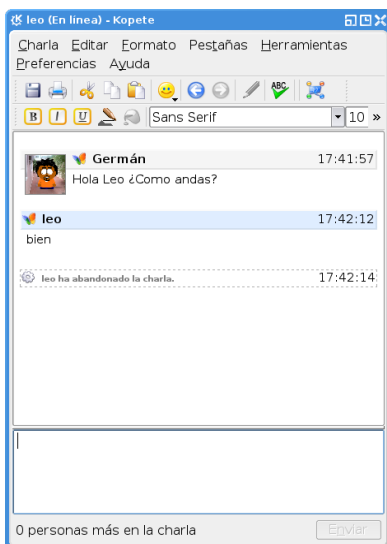 leo (En línea) - Kopete
Charla Editar Formato Pestañas Herramientas
Preferencias Ayuda
ABC
B I U Sans Serif 10 »
Germán 17:41:57
Hola Leo ¿Como andas?
leo 17:42:12
bien
leo ha abandonado la charla. 17:42:14
0 personas más en la charla Enviar